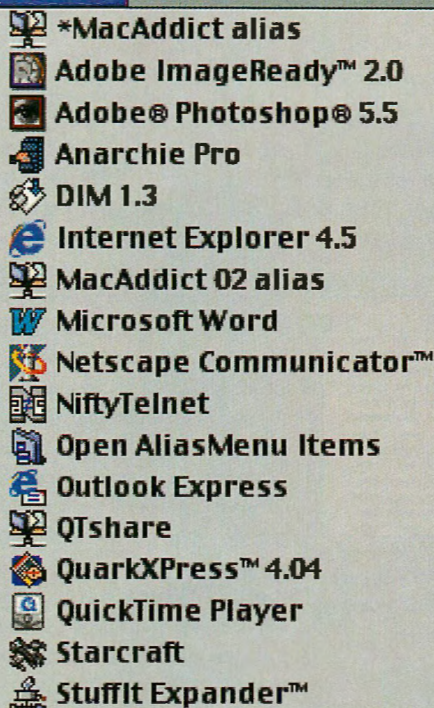 *MacAddict alias
Adobe ImageReady™ 2.0
Adobe® Photoshop® 5.5
Anarchie Pro
DIM 1.3
Internet Explorer 4.5
MacAddict 02 alias
Microsoft Word
Netscape Communicator™
NiftyTelnet
Open AliasMenu Items
Outlook Express
QTshare
QuarkXPress™ 4.04
QuickTime Player
Starcraft
StuffIt Expander™